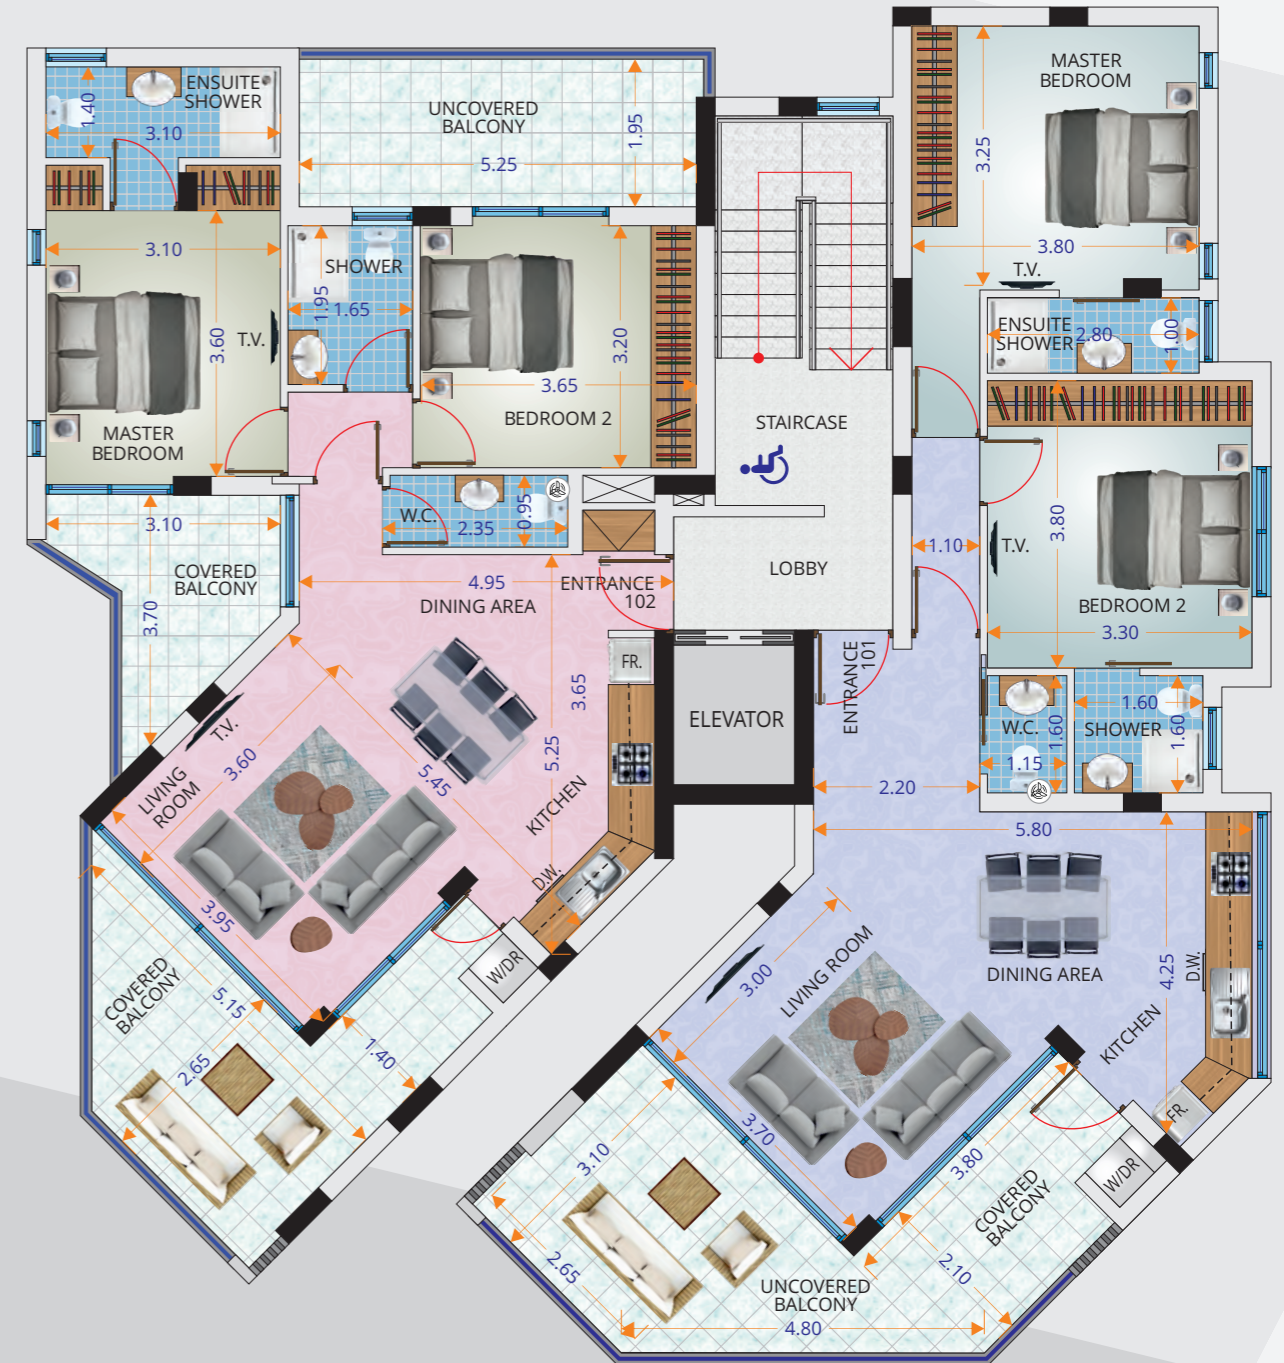 ENSUITE
SHOWER
1.40
3.10
UNCOVERED
BALCONY
1.95
5.25
MASTER
BEDROOM
3.25
3.80
T.V.
ENSUITE
SHOWER
2.80
1.00
3.10
3.60
T.V.
MASTER
BEDROOM
SHOWER
1.95
1.65
3.20
3.65
BEDROOM 2
STAIRCASE
W.C.
2.35
0.95
3.10
COVERED
BALCONY
3.70
4.95
DINING AREA
ENTRANCE
102
LOBBY
1.10
T.V.
3.80
BEDROOM 2
3.30
FR.
3.65
5.25
ELEVATOR
ENTRANCE
101
W.C.
1.60
1.15
1.60
SHOWER
1.60
T.V.
3.60
5.45
LIVING
ROOM
KITCHEN
D.W.
2.20
5.80
3.95
W/DR
COVERED
BALCONY
5.15
2.65
1.40
LIVING ROOM
3.00
DINING AREA
4.25
D.W.
KITCHEN
FR.
3.70
3.80
W/DR
COVERED
BALCONY
3.10
2.65
2.10
UNCOVERED
BALCONY
4.80